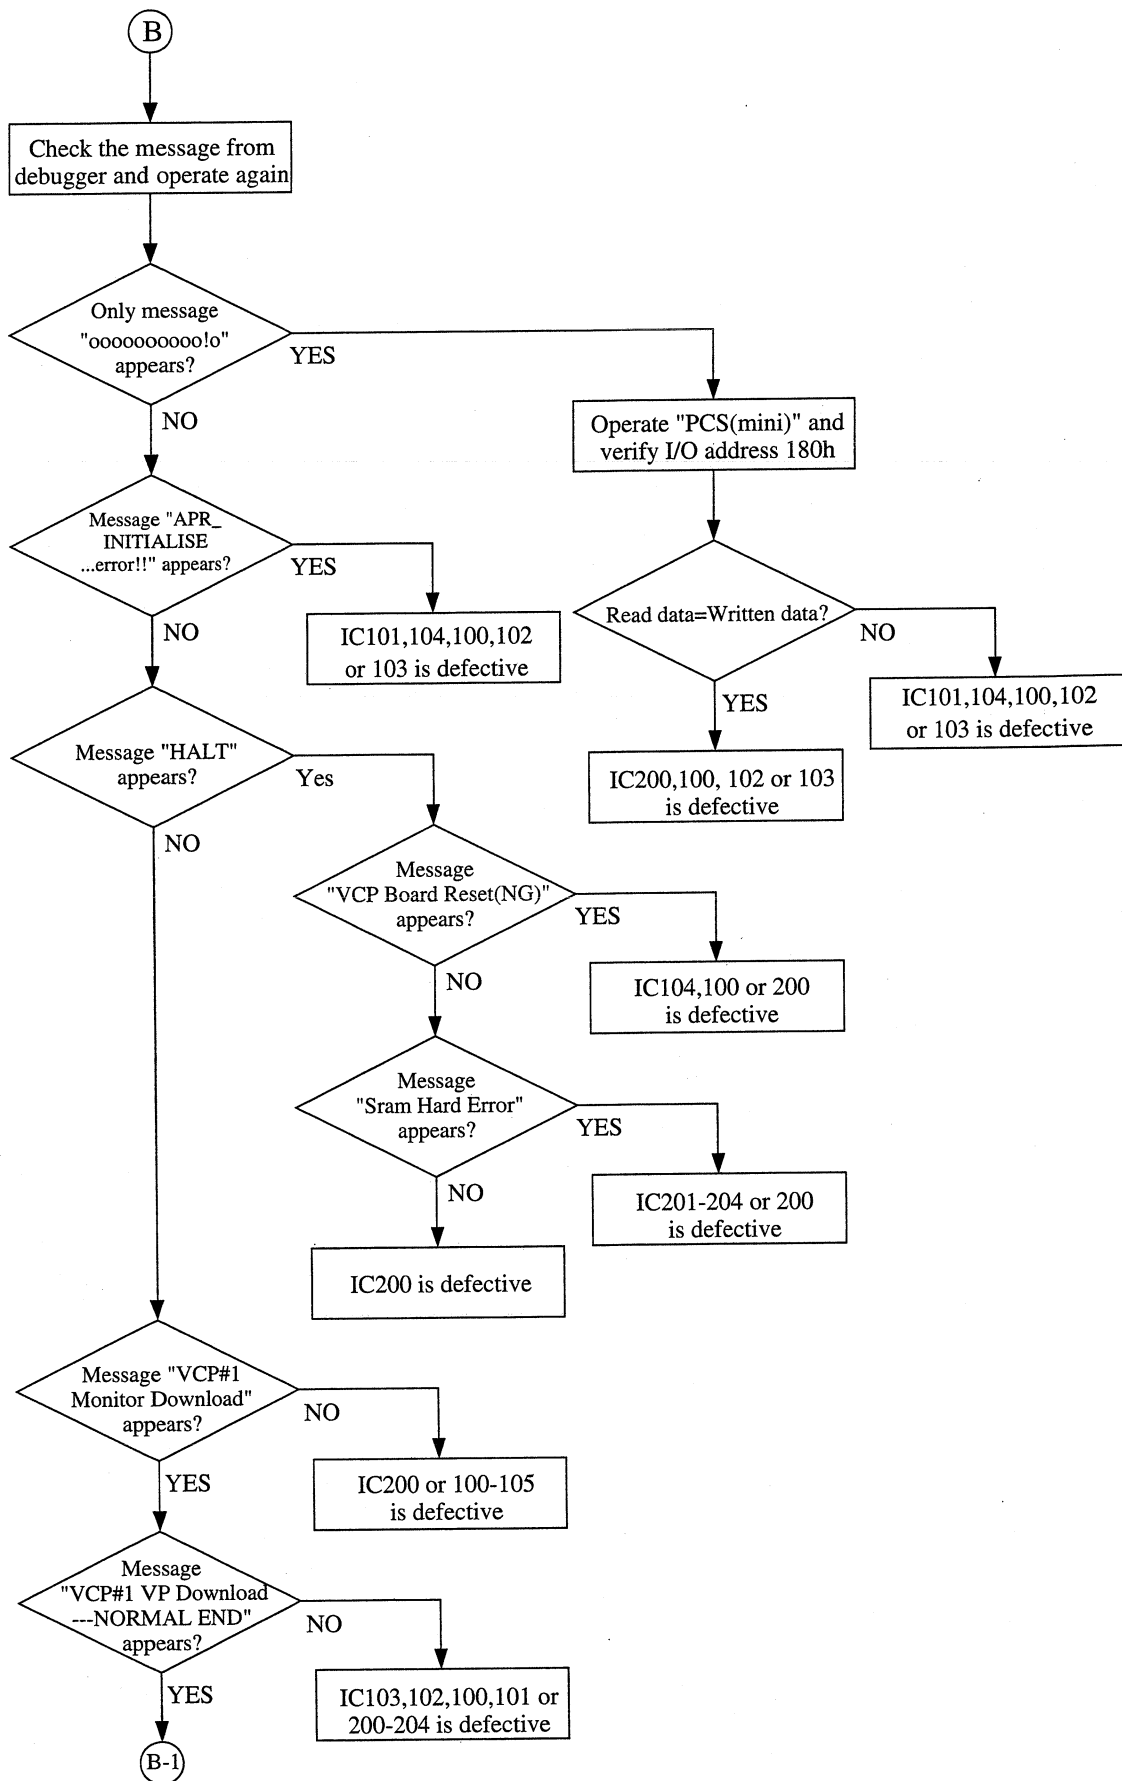 B
Check the message from
debugger and operate again
Only message
"oooooooooo!o"
appears?
YES
NO
Operate "PCS(mini)" and
verify I/O address 180h
Message "APR_
INITIALISE
...error!!" appears?
YES
NO
IC101,104,100,102
or 103 is defective
Read data=Written data?
NO
YES
IC101,104,100,102
or 103 is defective
IC200,100, 102 or 103
is defective
Message "HALT"
appears?
Yes
NO
Message
"VCP Board Reset(NG)"
appears?
YES
NO
IC104,100 or 200
is defective
Message
"Sram Hard Error"
appears?
YES
NO
IC201-204 or 200
is defective
IC200 is defective
Message "VCP#1
Monitor Download"
appears?
NO
YES
IC200 or 100-105
is defective
Message
"VCP#1 VP Download
---NORMAL END"
appears?
NO
YES
IC103,102,100,101 or
200-204 is defective
B-1